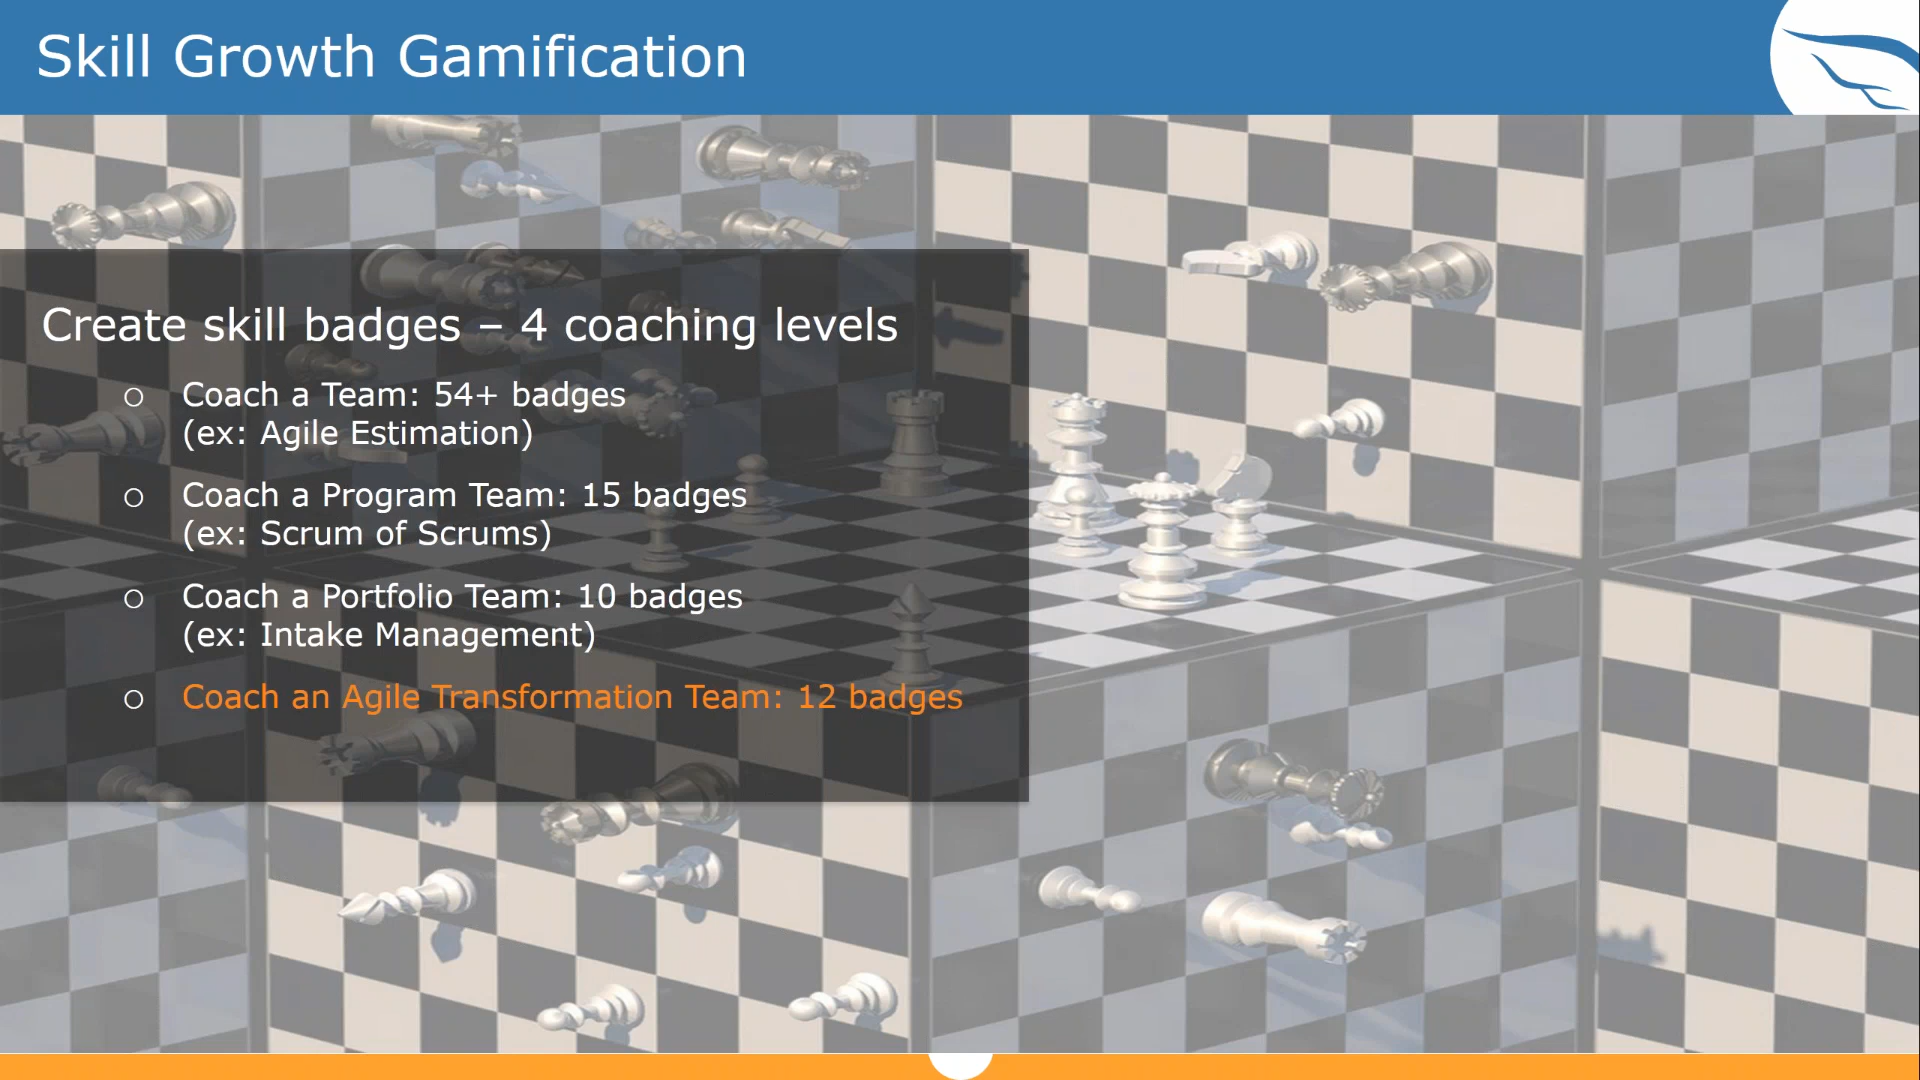 Skill Growth Gamification
Create skill badges – 4 coaching levels
○ Coach a Team: 54+ badges
(ex: Agile Estimation)
○ Coach a Program Team: 15 badges
(ex: Scrum of Scrums)
○ Coach a Portfolio Team: 10 badges
(ex: Intake Management)
○ Coach an Agile Transformation Team: 12 badges